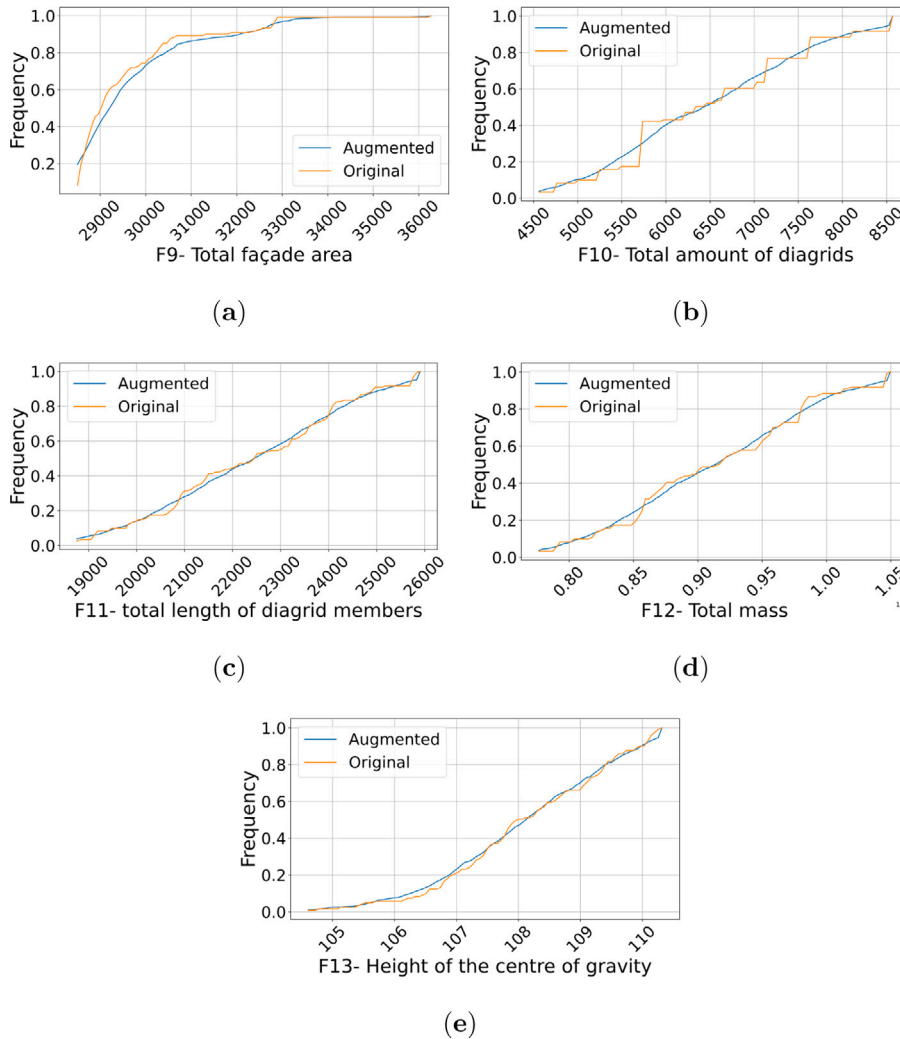 1.0
0.8
0.6
0.4
0.2
Frequency
Augmented
Original
29000 30000 31000 32000 33000 34000 35000 36000
F9- Total façade area
(a)
1.0
0.8
0.6
0.4
0.2
0.0
Frequency
Augmented
Original
4500 5000 5500 6000 6500 7000 7500 8000 8500
F10- Total amount of diagrids
(b)
1.0
0.8
0.6
0.4
0.2
0.0
Frequency
Augmented
Original
19000 20000 21000 22000 23000 24000 25000 26000
F11- total length of diagrid members
(c)
1.0
0.8
0.6
0.4
0.2
0.0
Frequency
Augmented
Original
0.80 0.85 0.90 0.95 1.00 1.05
F12- Total mass
(d)
1.0
0.8
0.6
0.4
0.2
0.0
Frequency
Augmented
Original
105 106 107 108 109 110
F13- Height of the centre of gravity
(e)